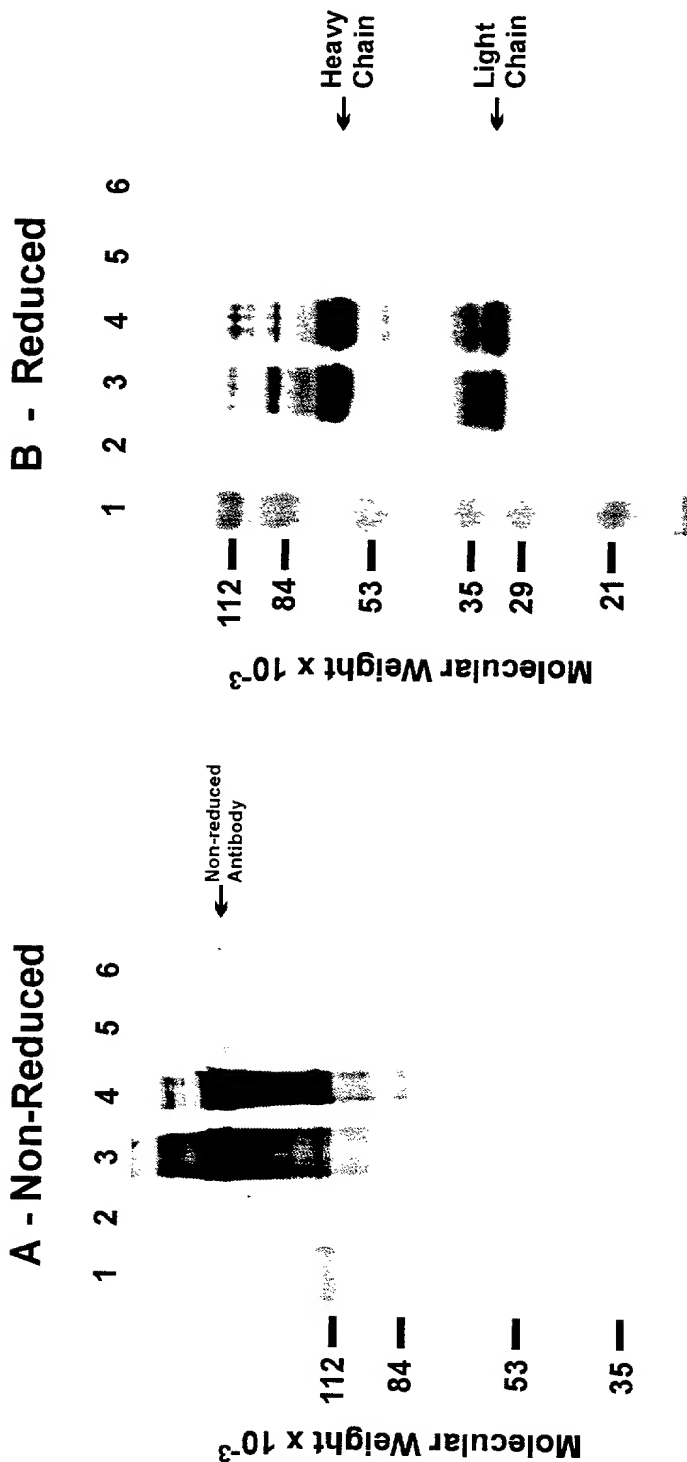 A - Non-Reduced
1 2 3 4 5 6
Molecular Weight x 10-3
112
84
53
35
Non-reduced
Antibody
B - Reduced
1 2 3 4 5 6
Molecular Weight x 10-3
112
84
53
35
29
21
Heavy
Chain
Light
Chain